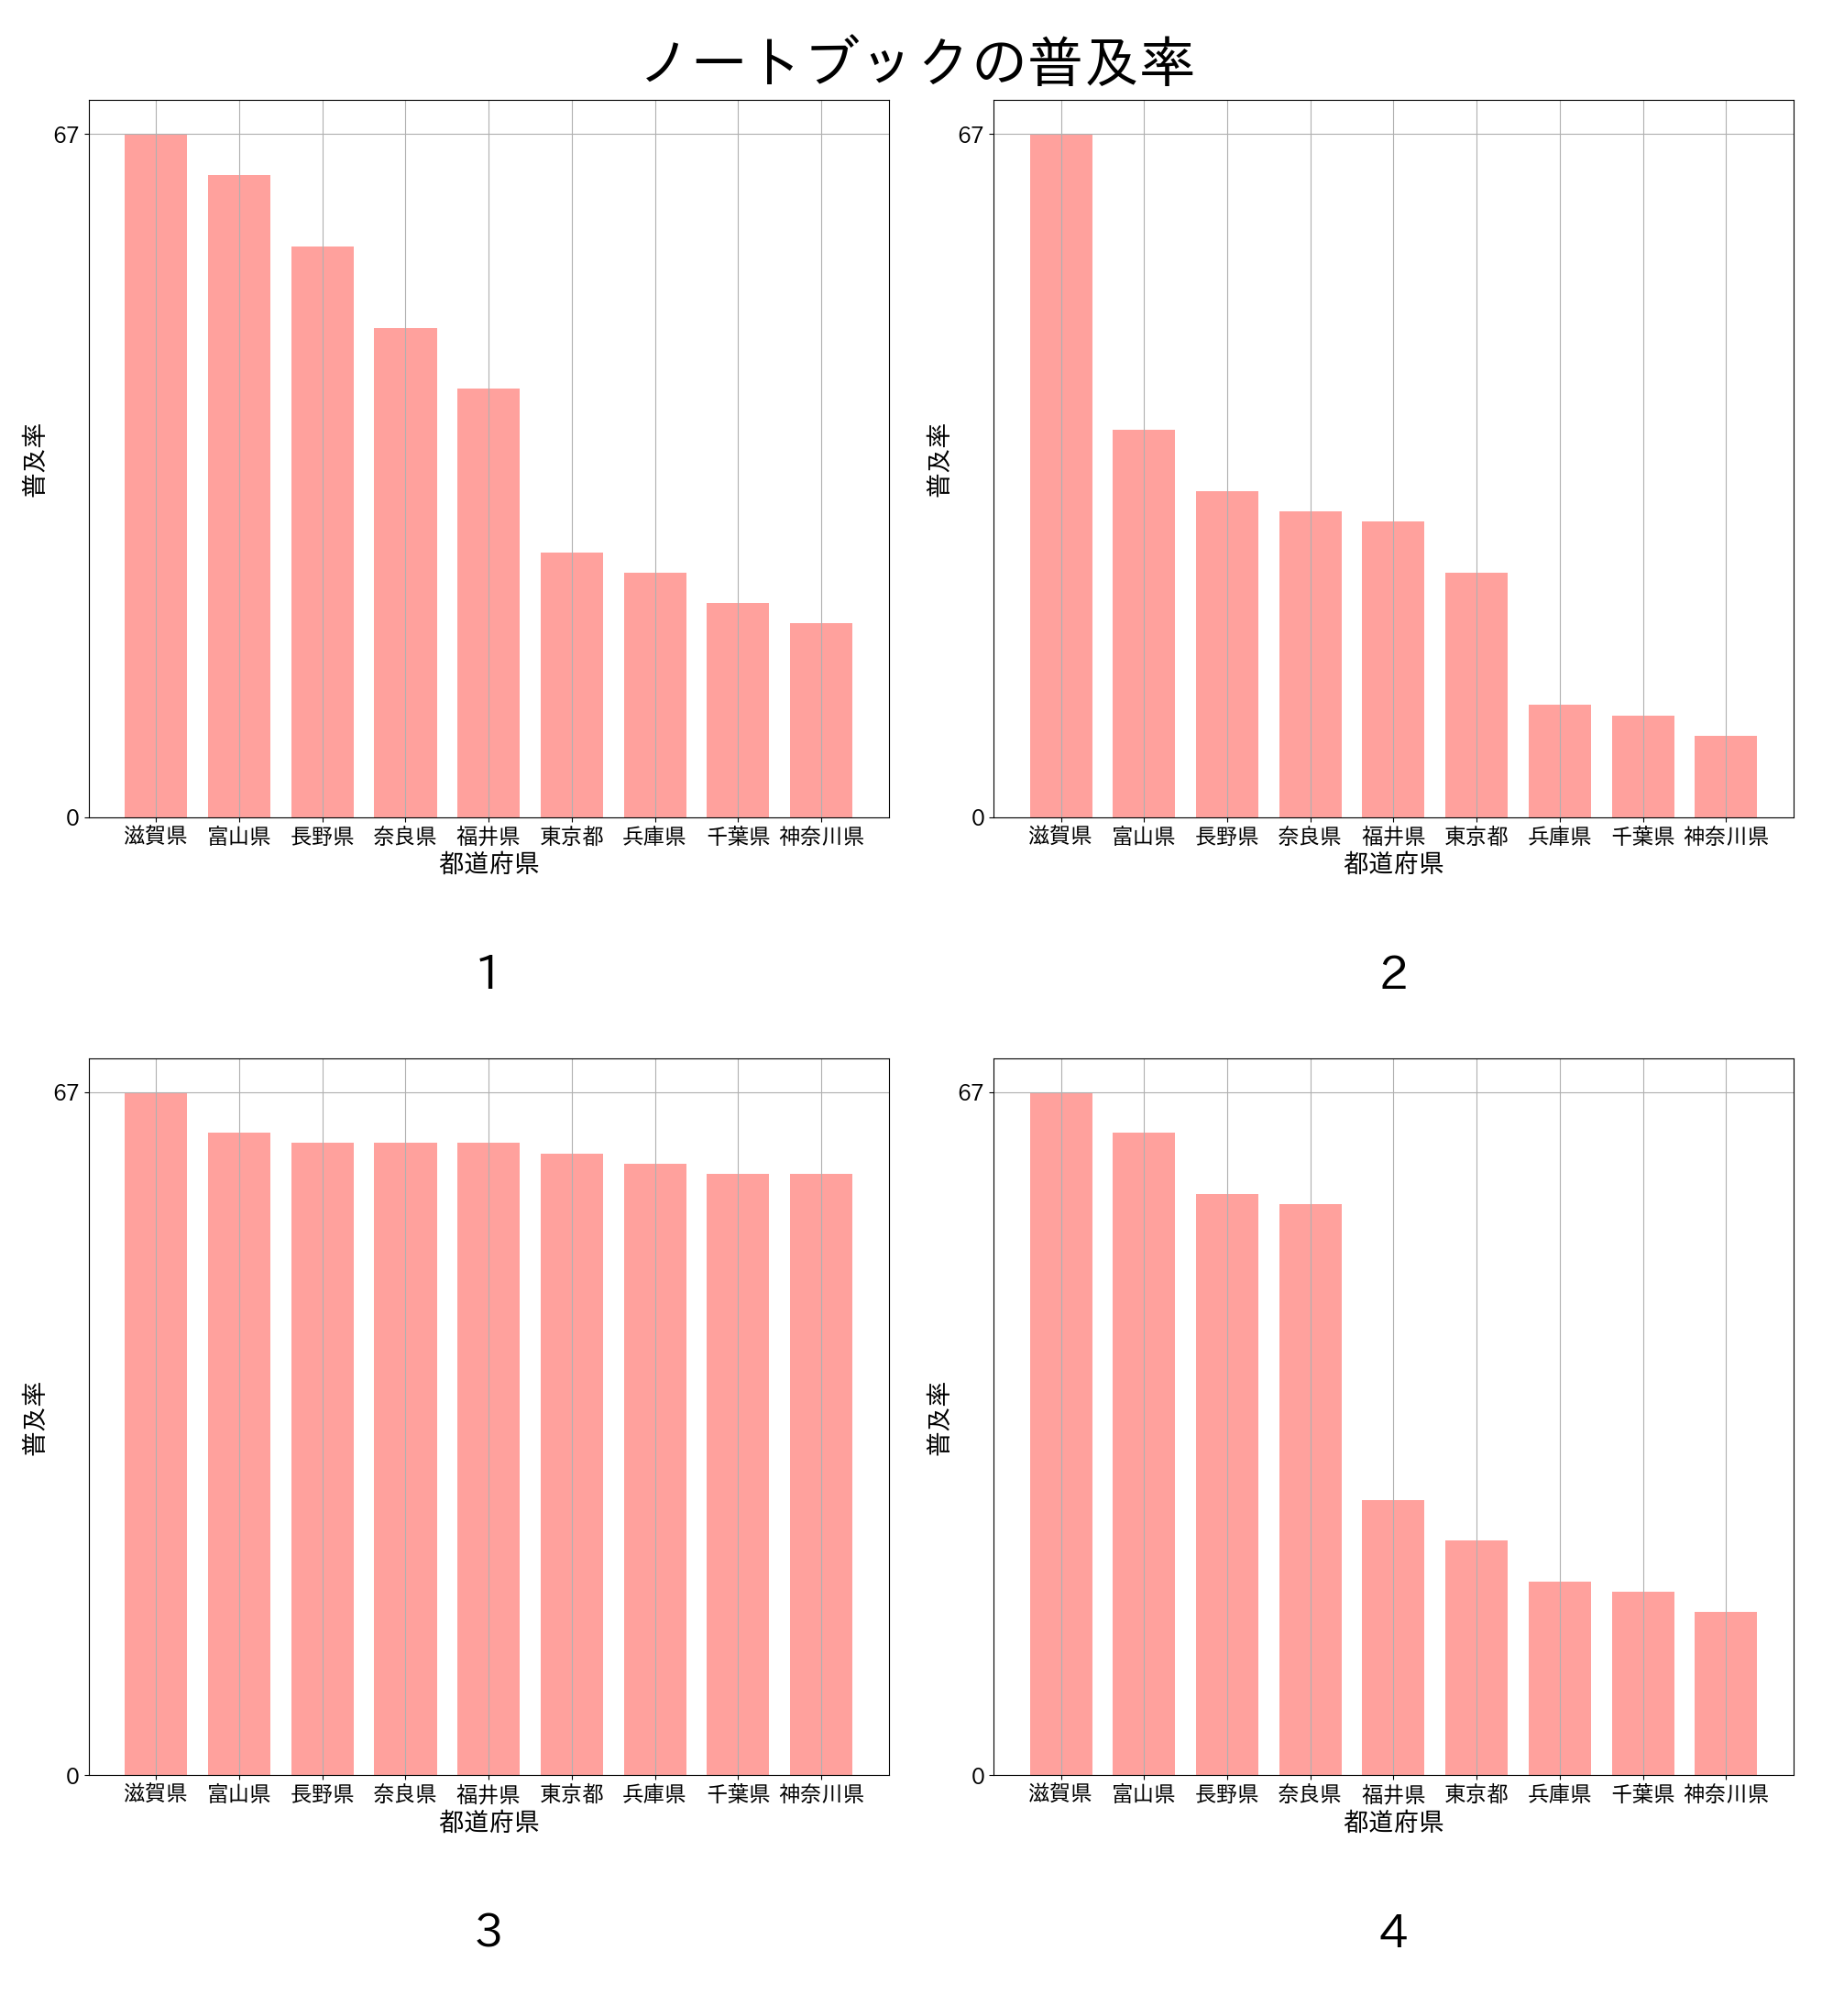 ノートブックの普及率
67
0
普及率
滋賀県 富山県 長野県 奈良県 福井県 東京都 兵庫県 千葉県 神奈川県
都道府県
1
67
0
普及率
滋賀県 富山県 長野県 奈良県 福井県 東京都 兵庫県 千葉県 神奈川県
都道府県
2
67
0
普及率
滋賀県 富山県 長野県 奈良県 福井県 東京都 兵庫県 千葉県 神奈川県
都道府県
3
67
0
普及率
滋賀県 富山県 長野県 奈良県 福井県 東京都 兵庫県 千葉県 神奈川県
都道府県
4